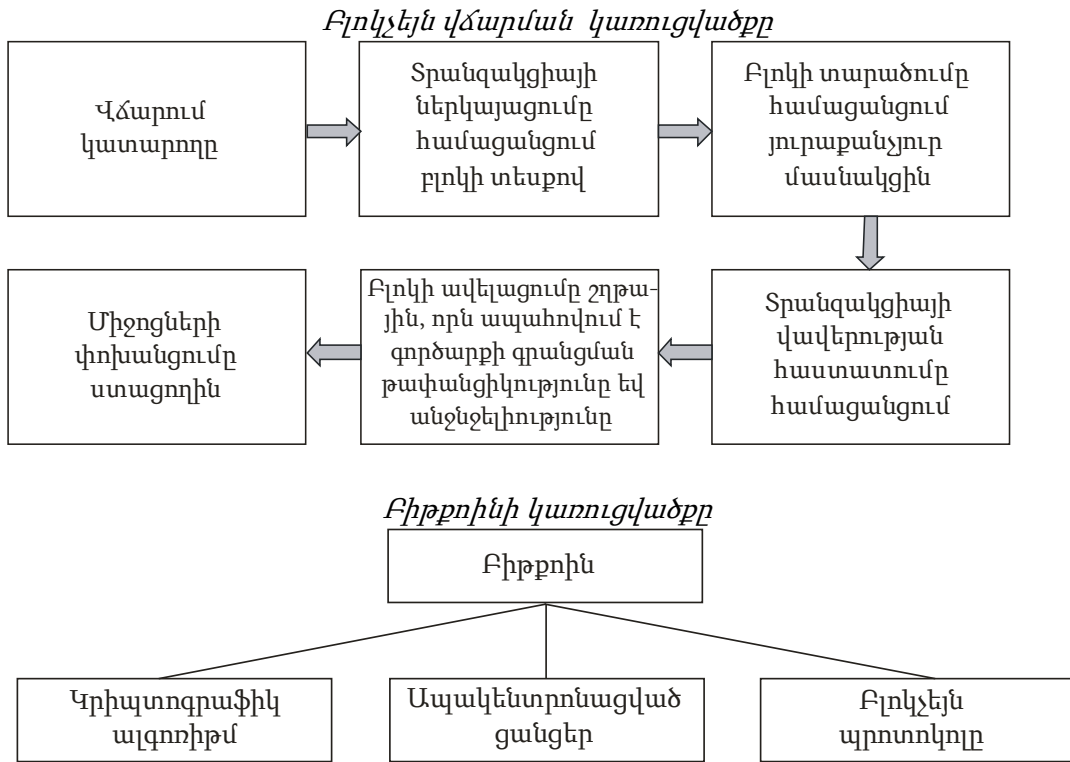 Բլոկչեյն վճարման կառուցվածքը
Վճարում
կատարողը
Տրանզակցիայի
ներկայացումը
համացանցում
բլոկի տեսքով
Բլոկի տարածումը
համացանցում
յուրաքանչյուր
մասնակցին
Տրանզակցիայի
վավերության
հաստատումը
համացանցում
Բլոկի ավելացումը շղթա-
յին, որն ապահովում է
գործարքի գրանցման
թափանցիկությունը եվ
անջնջելիությունը
Միջոցների
փոխանցումը
ստացողին
Բիթքոինի կառուցվածքը
Բիթքոին
Կրիպտոգրաֆիկ
ալգոռիթմ
Ապակենտրոնացված
ցանցեր
Բլոկչեյն
պրոտոկոլը